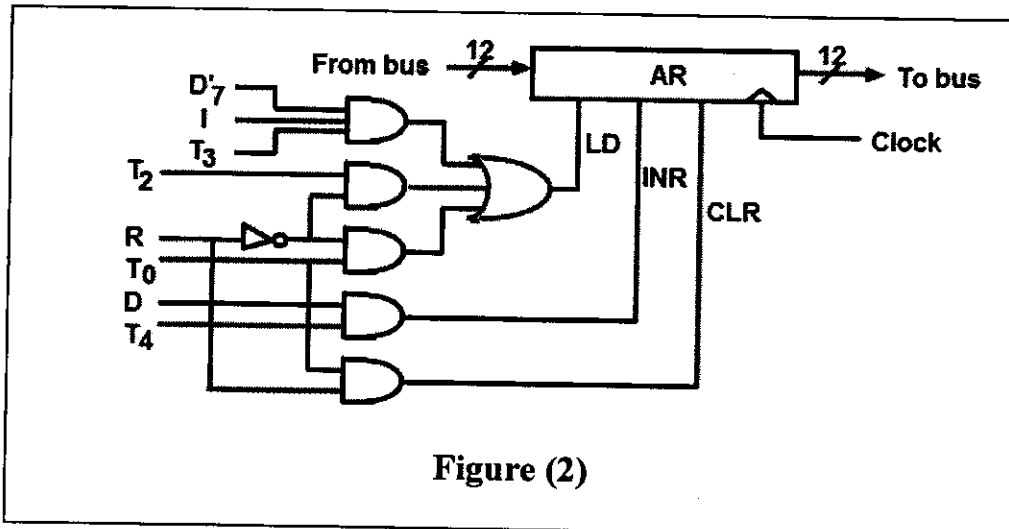 From bus
12
AR
12
To bus
D'7
I
T3
T2
LD
INR
CLR
Clock
R
T0
D
T4
Figure (2)